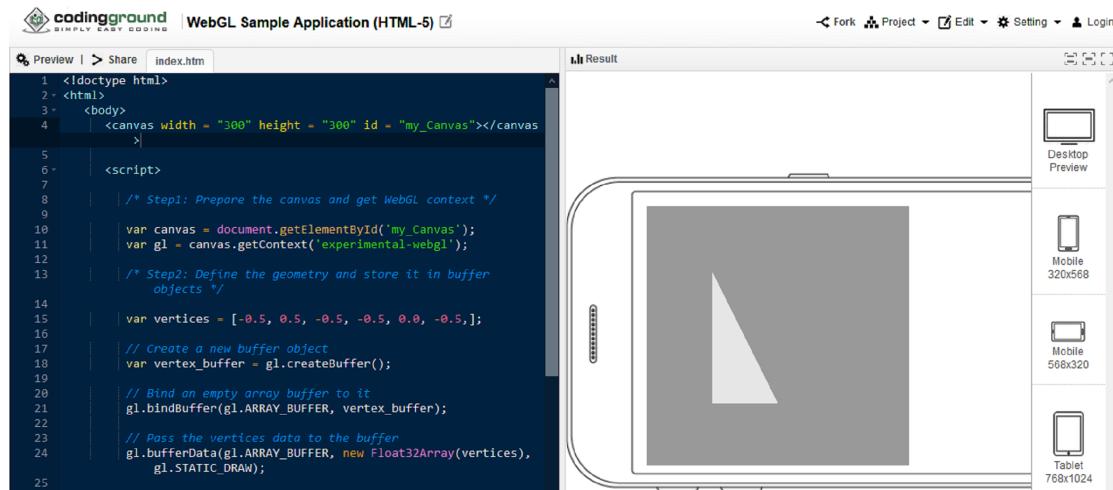 codingground
SIMPLY EASY CODING
WebGL Sample Application (HTML-5)
Fork Project Edit Setting Login
Preview | Share index.htm
Result
1 <!doctype html>
2 <html>
3 <body>
4 <canvas width = "300" height = "300" id = "my_Canvas"></canvas
>
5
6 <script>
7
8 /* Step1: Prepare the canvas and get WebGL context */
9
10 var canvas = document.getElementById('my_Canvas');
11 var gl = canvas.getContext('experimental-webgl');
12
13 /* Step2: Define the geometry and store it in buffer
objects */
14
15 var vertices = [-0.5, 0.5, -0.5, -0.5, 0.0, -0.5,];
16
17 // Create a new buffer object
18 var vertex_buffer = gl.createBuffer();
19
20 // Bind an empty array buffer to it
21 gl.bindBuffer(gl.ARRAY_BUFFER, vertex_buffer);
22
23 // Pass the vertices data to the buffer
24 gl.bufferData(gl.ARRAY_BUFFER, new Float32Array(vertices),
gl.STATIC_DRAW);
25
Desktop
Preview
Mobile
320x568
Mobile
568x320
Tablet
768x1024